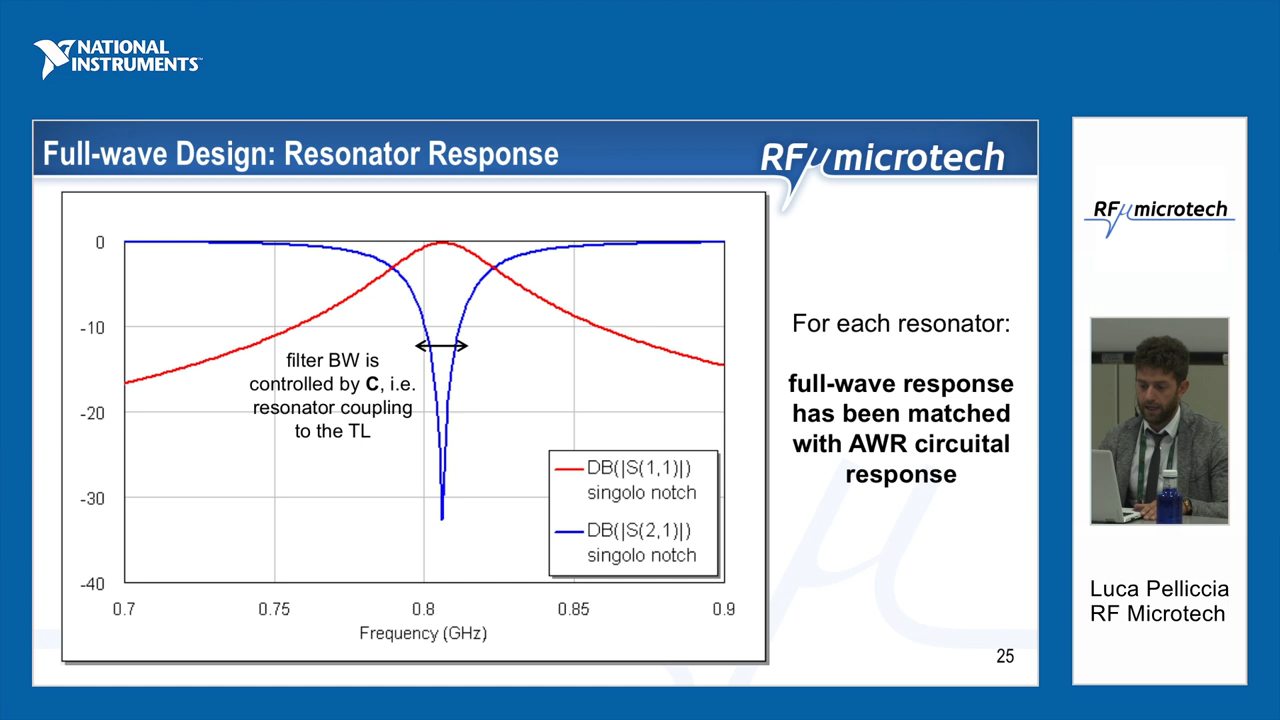 NATIONAL
INSTRUMENTS
Full-wave Design: Resonator Response
RFμmicrotech
0
-10
-20
-30
-40
0.7
0.75
0.8
0.85
0.9
Frequency (GHz)
filter BW is
controlled by C, i.e.
resonator coupling
to the TL
DB(|S(1,1)|)
singolo notch
DB(|S(2,1)|)
singolo notch
For each resonator:
full-wave response
has been matched
with AWR circuital
response
25
RFμmicrotech
Luca Pelliccia
RF Microtech